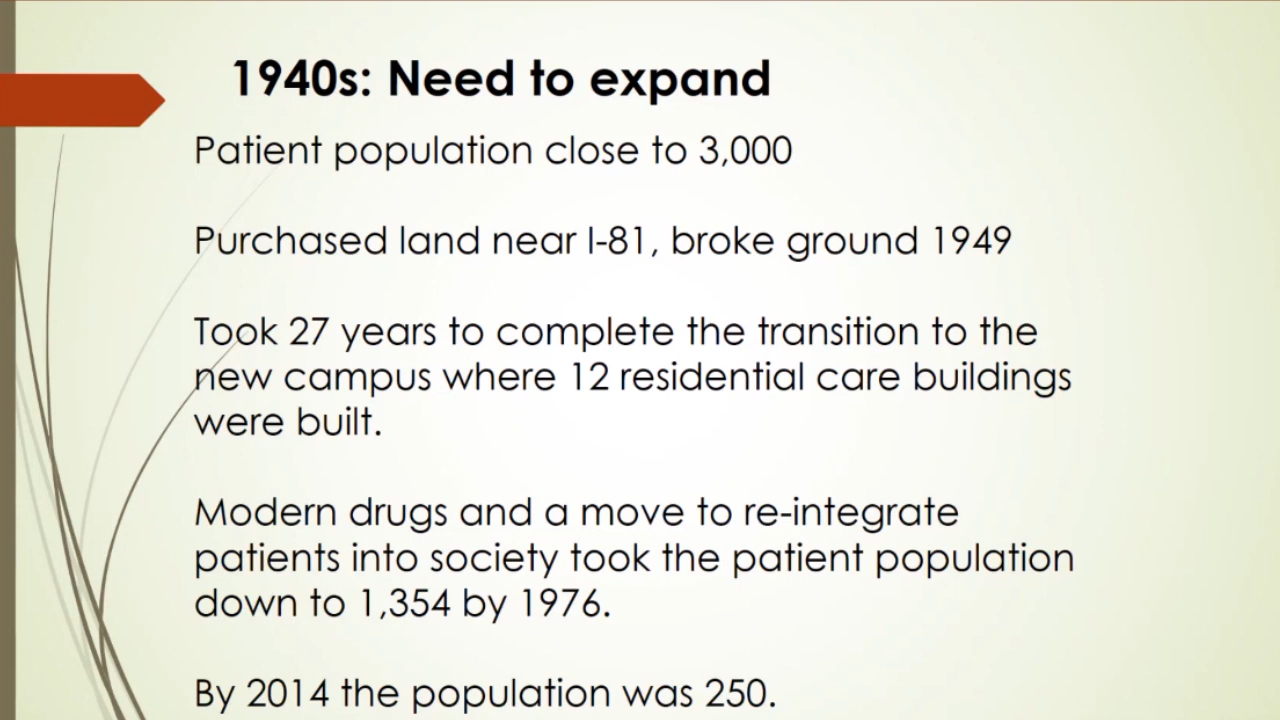 1940s: Need to expand
Patient population close to 3,000
Purchased land near I-81, broke ground 1949
Took 27 years to complete the transition to the
new campus where 12 residential care buildings
were built.
Modern drugs and a move to re-integrate
patients into society took the patient population
down to 1,354 by 1976.
By 2014 the population was 250.